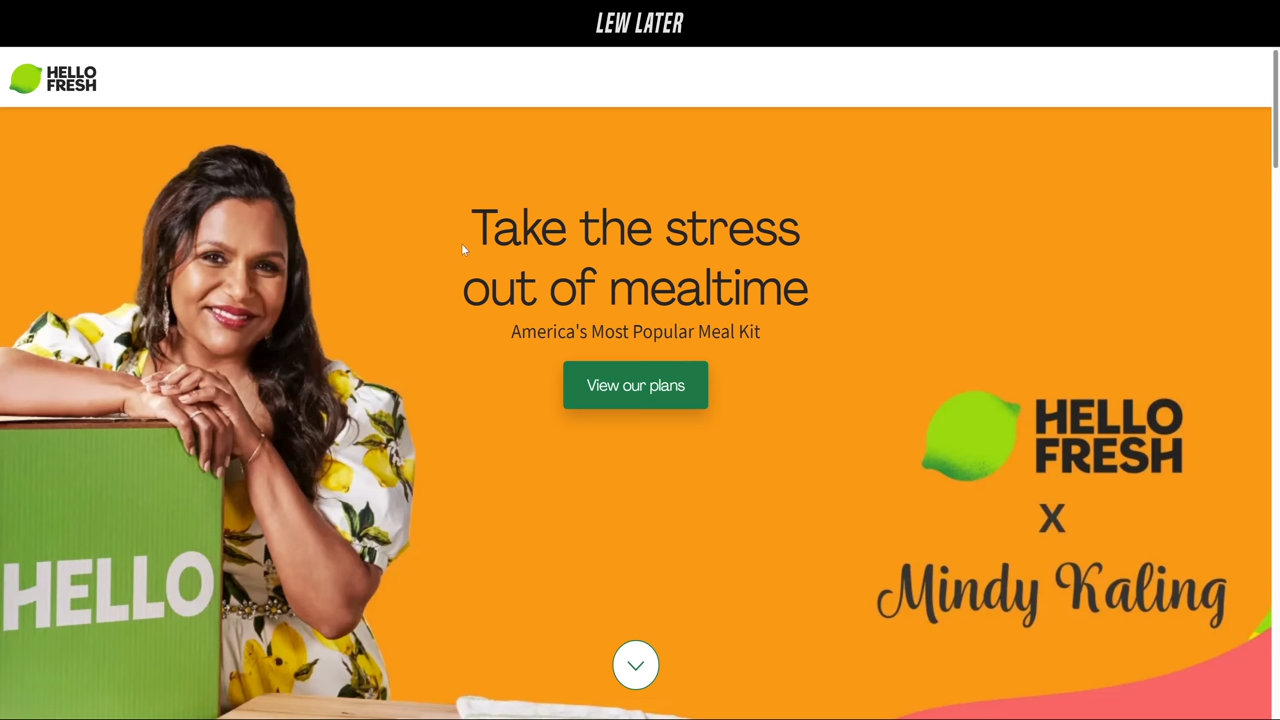 LEW LATER
HELLO
FRESH
Take the stress
out of mealtime
America's Most Popular Meal Kit
View our plans
HELLO
FRESH
X
Mindy Kaling
HELLO